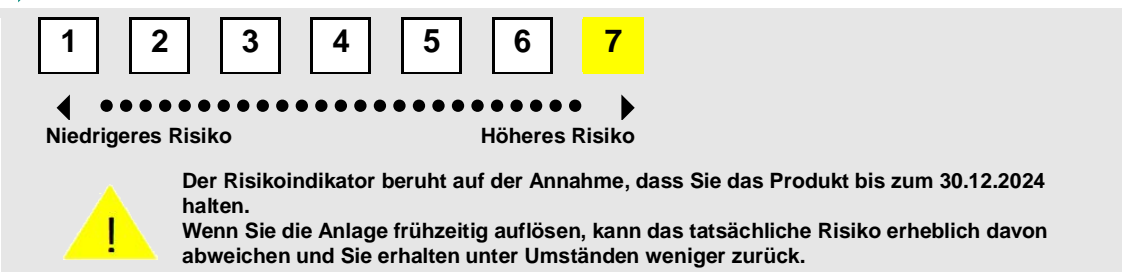 1 2 3 4 5 6 7
Niedrigeres Risiko Höheres Risiko
Der Risikoindikator beruht auf der Annahme, dass Sie das Produkt bis zum 30.12.2024
halten.
!
Wenn Sie die Anlage frühzeitig auflösen, kann das tatsächliche Risiko erheblich davon
abweichen und Sie erhalten unter Umständen weniger zurück.